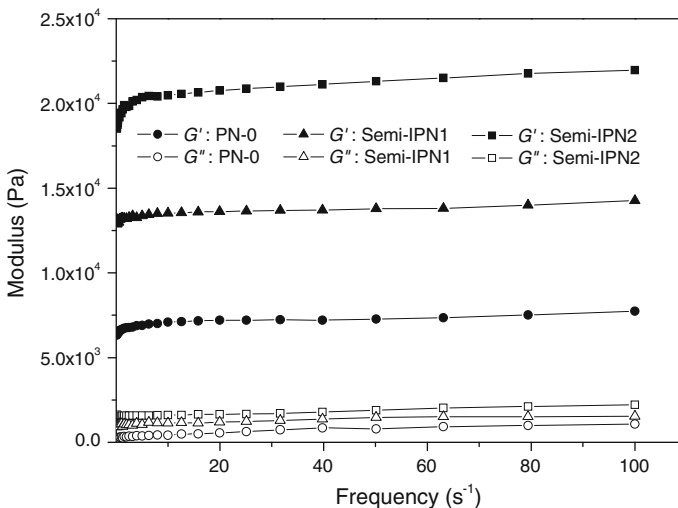 2.5x10⁴
2.0x10⁴
1.5x10⁴
1.0x10⁴
5.0x10³
0.0
Modulus (Pa)
G′ : PN-0 G′ : Semi-IPN1 G′ : Semi-IPN2
G″ : PN-0 G″ : Semi-IPN1 G″ : Semi-IPN2
20 40 60 80 100
Frequency (s⁻¹)